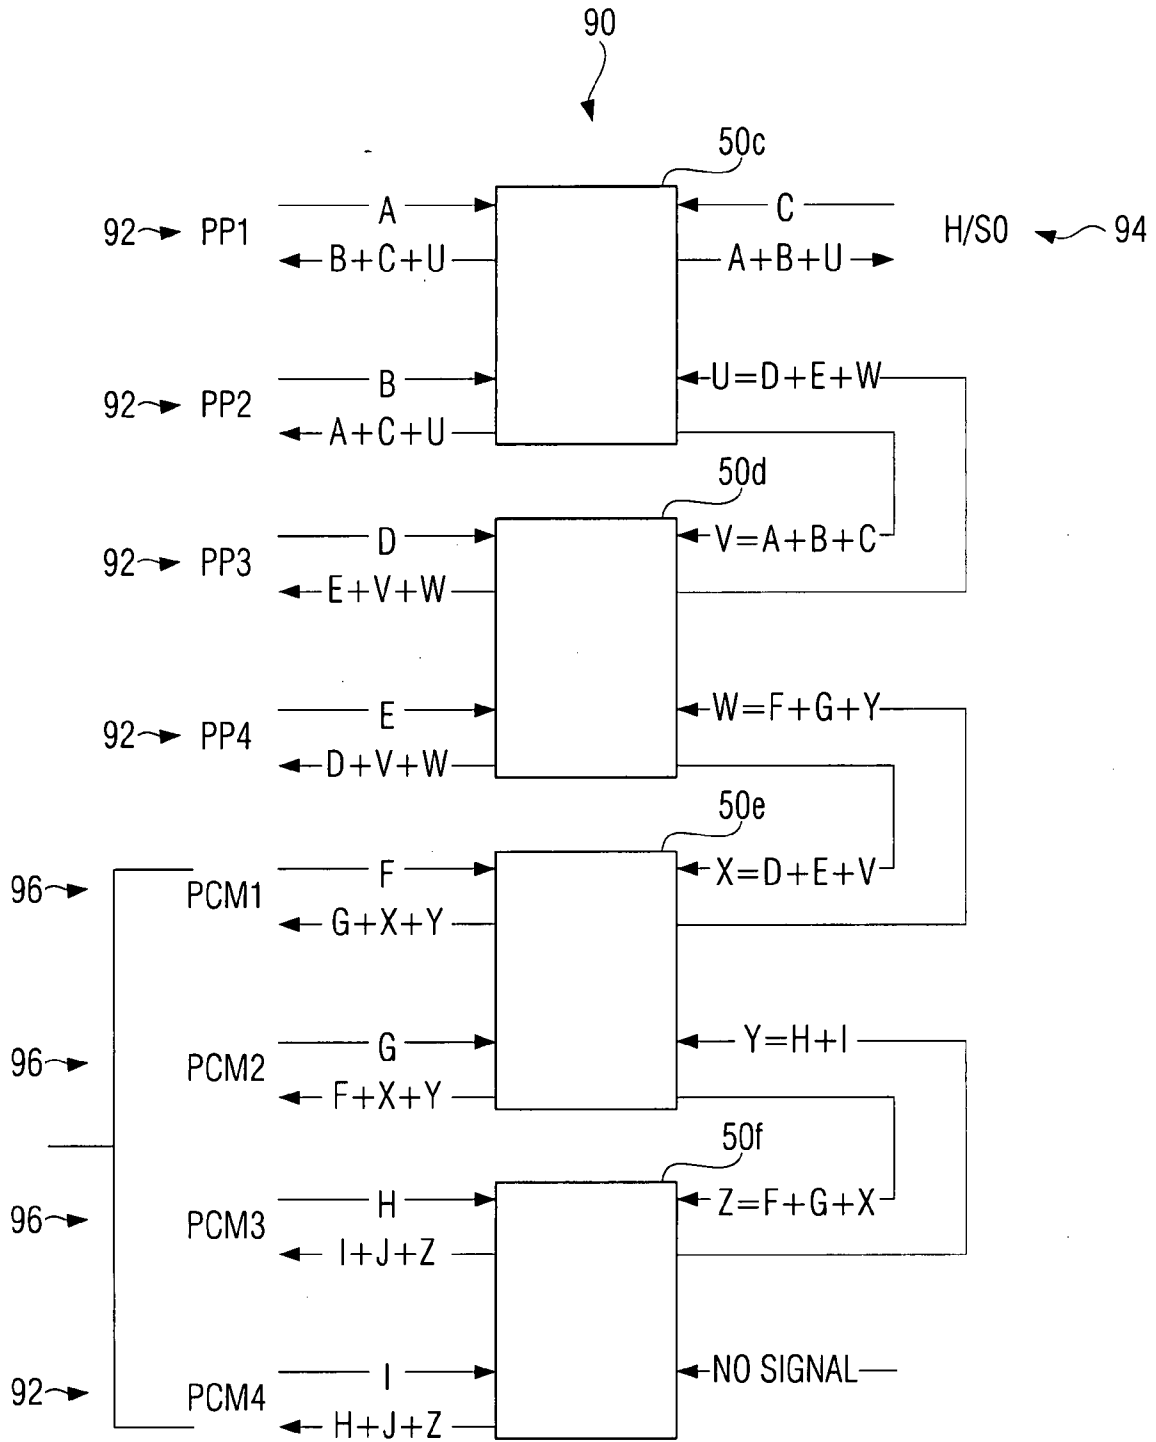 90
50c
92 PP1 A C H/S0 94
B+C+U A+B+U
92 PP2 B U=D+E+W
A+C+U
50d
92 PP3 D V=A+B+C
E+V+W
92 PP4 E W=F+G+Y
D+V+W
50e
96 PCM1 F X=D+E+V
G+X+Y
96 PCM2 G Y=H+I
F+X+Y
50f
96 PCM3 H Z=F+G+X
I+J+Z
92 PCM4 I NO SIGNAL
H+J+Z